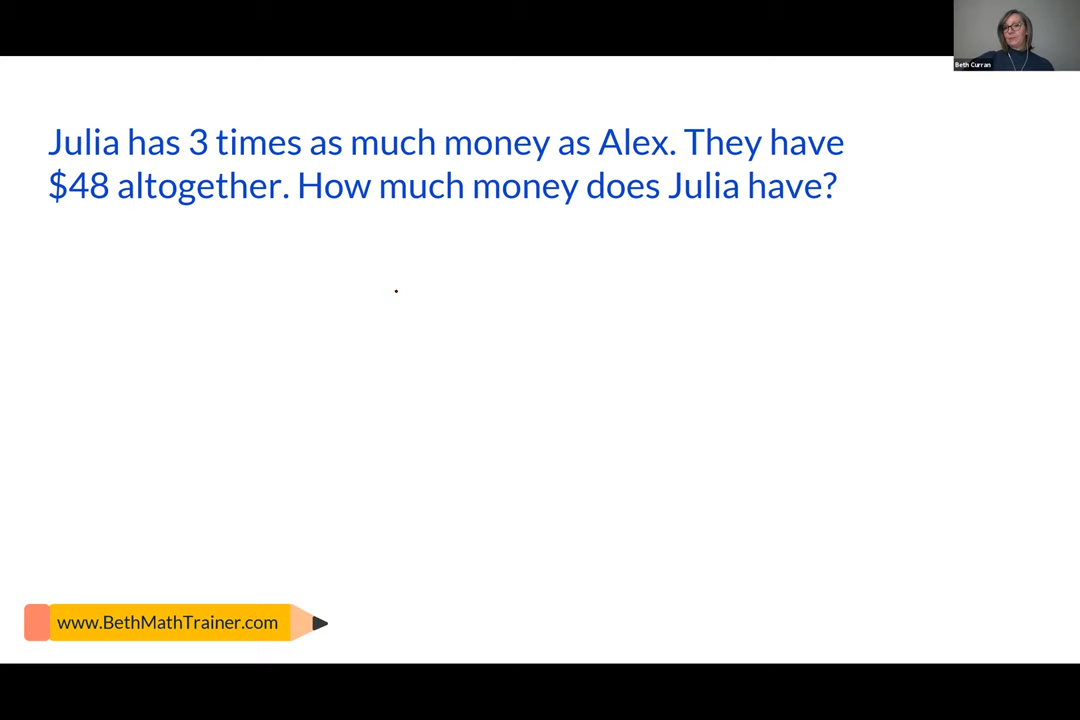 Beth Curran
Julia has 3 times as much money as Alex. They have
$48 altogether. How much money does Julia have?
www.BethMathTrainer.com